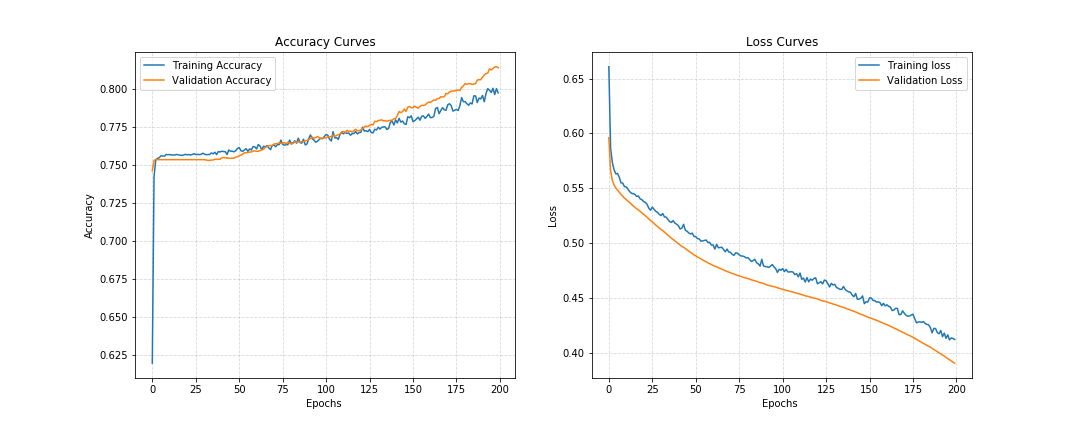 Accuracy Curves
Training Accuracy
Validation Accuracy
Accuracy
0.800
0.775
0.750
0.725
0.700
0.675
0.650
0.625
0 25 50 75 100 125 150 175 200
Epochs
Loss Curves
Training loss
Validation Loss
Loss
0.65
0.60
0.55
0.50
0.45
0.40
0 25 50 75 100 125 150 175 200
Epochs